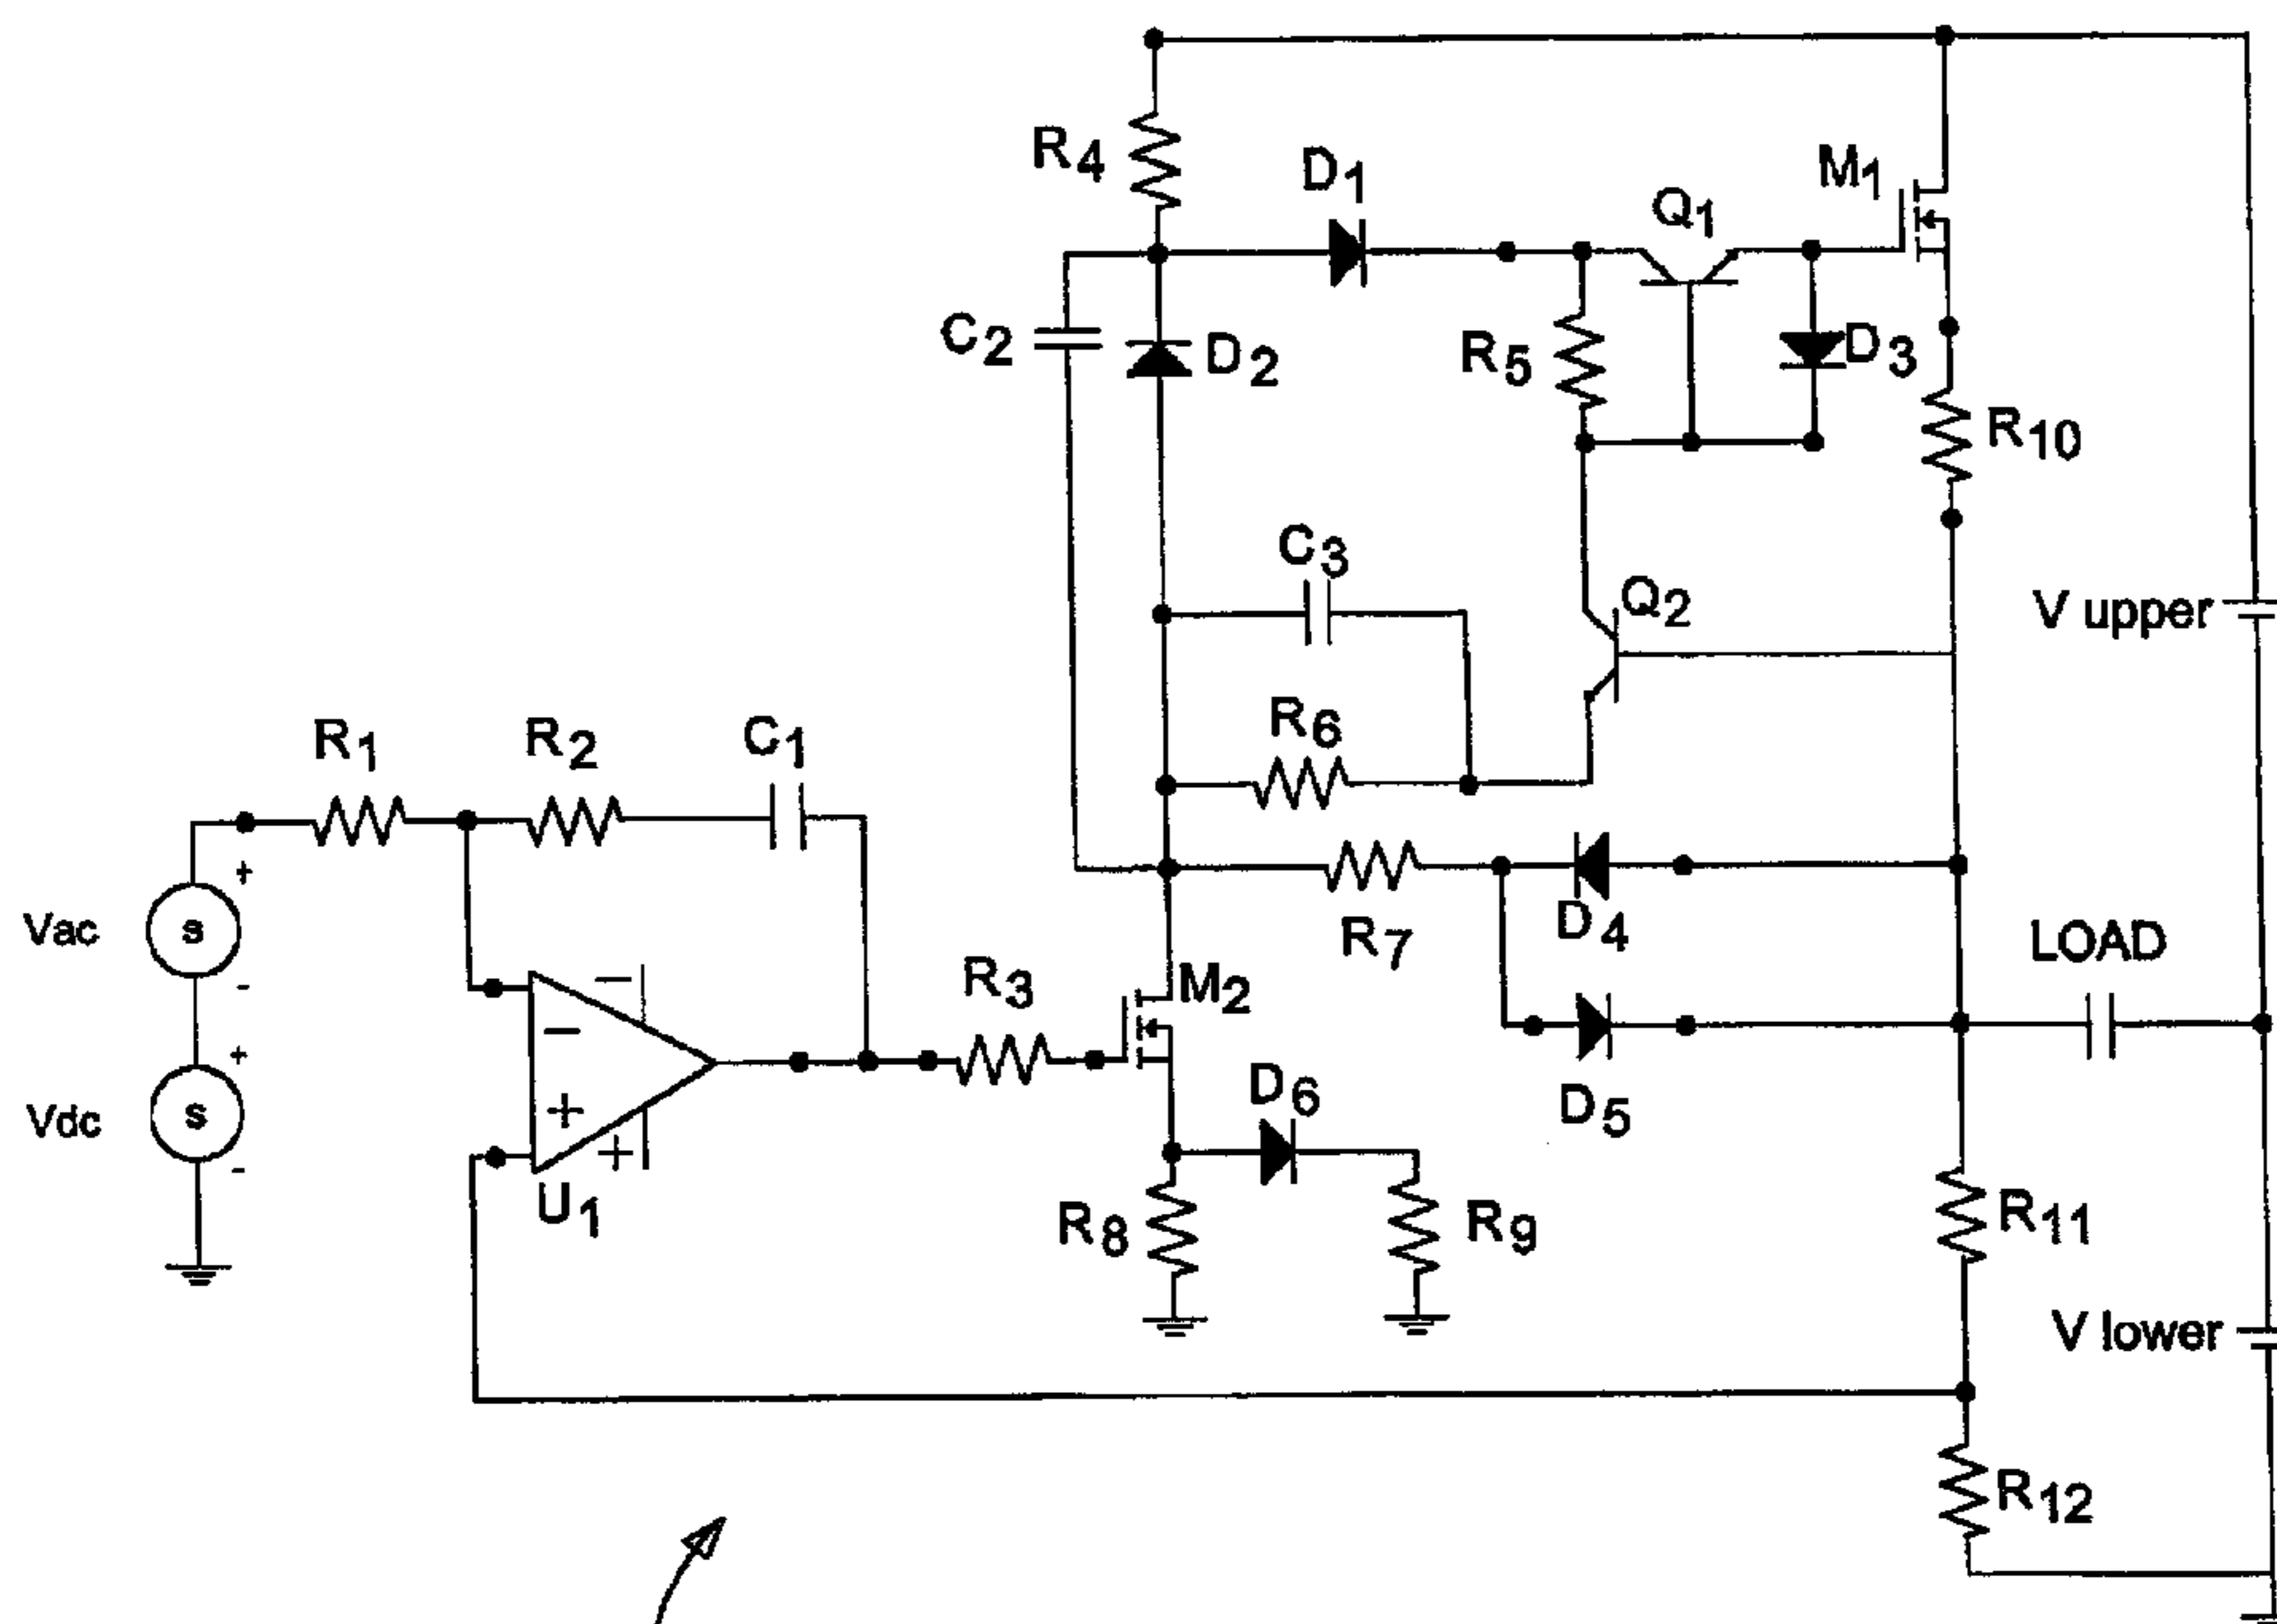 R4
D1
M1
Q1
C2
D2
R5
D3
R10
C3
Q2
V upper
R1
R2
C1
R6
Vac
s
+
-
R7
D4
LOAD
R3
M2
Vdc
s
+
-
−
+
−
+
U1
D6
D5
R8
R9
R11
V lower
R12